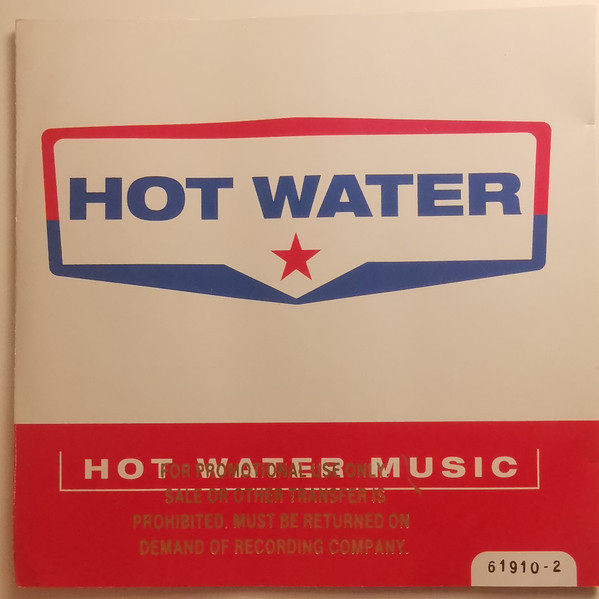 HOT WATER
HOT WATER MUSIC
FOR PROMOTIONAL USE ONLY.
SALE OR OTHER TRANSFER IS
PROHIBITED. MUST BE RETURNED ON
DEMAND OF RECORDING COMPANY.
61910-2